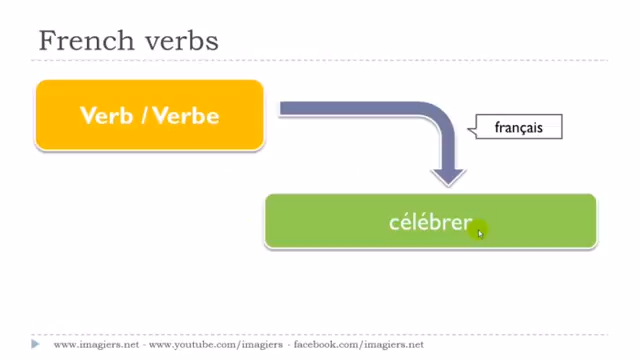 French verbs
Verb / Verbe
français
célébrer
www.imagiers.net - www.youtube.com/imagiers - facebook.com/imagiers.net